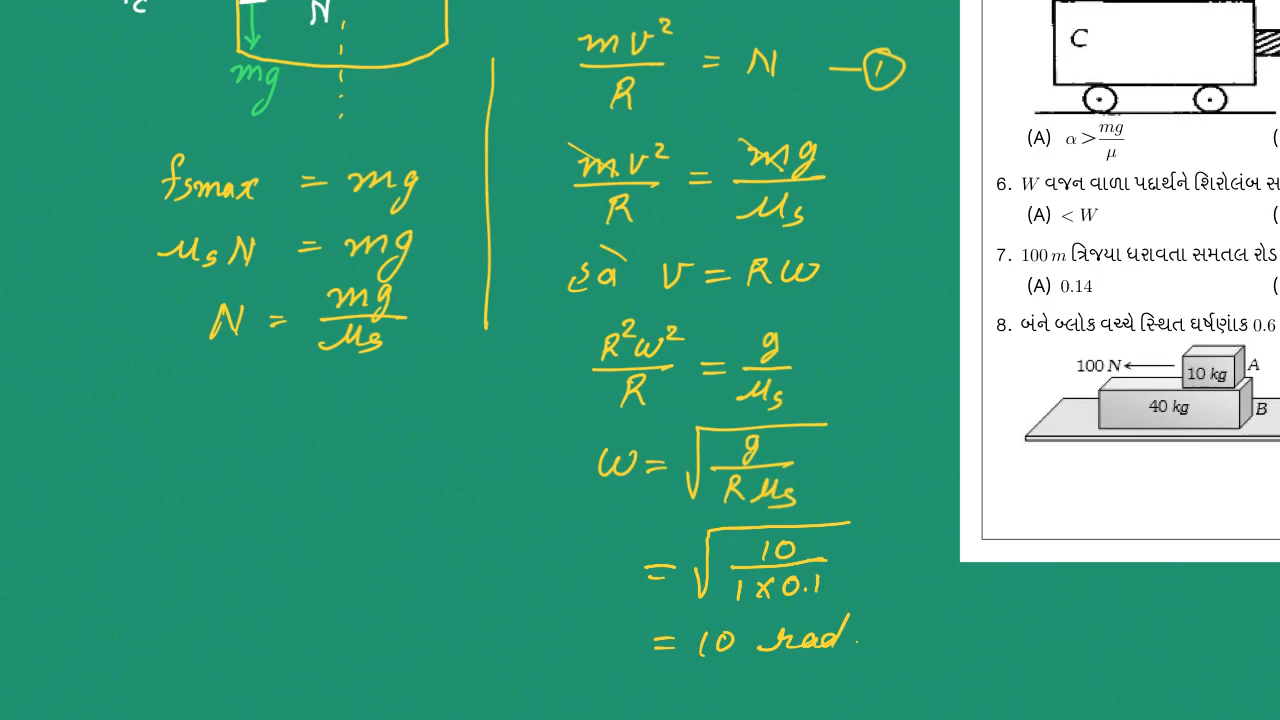 N
mg
fsmax = mg
μsN = mg
N = mg/μs
mv²/R = N —①
mv²/R = mg/μs
v = Rω
R²ω²/R = g/μs
ω = √(g/Rμs)
= √(10/1×0.1)
= 10 rad.
C
(A) α > mg/μ (
6. W વજન વાળા પદાર્થને શિરોલંબ
(A) < W (
7. 100 m ત્રિજ્યા ધરાવતા સમતલ રોડ
(A) 0.14 (
8. બંને બ્લોક વચ્ચે સ્થિત ઘર્ષણાંક 0.6
100 N
10 kg
A
40 kg
B